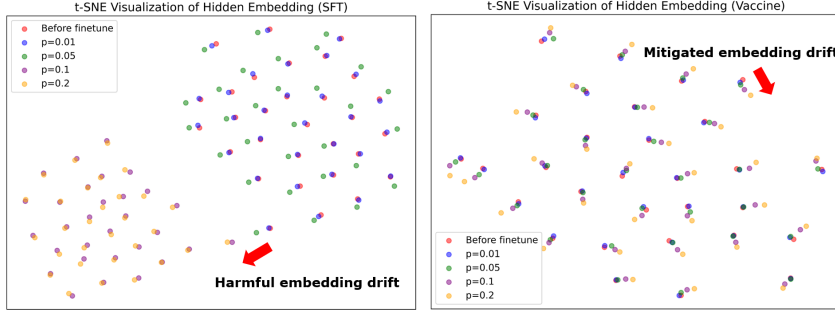 t-SNE Visualization of Hidden Embedding (SFT)
Before finetune
p=0.01
p=0.05
p=0.1
p=0.2
Harmful embedding drift
t-SNE Visualization of Hidden Embedding (Vaccine)
Mitigated embedding drift
Before finetune
p=0.01
p=0.05
p=0.1
p=0.2